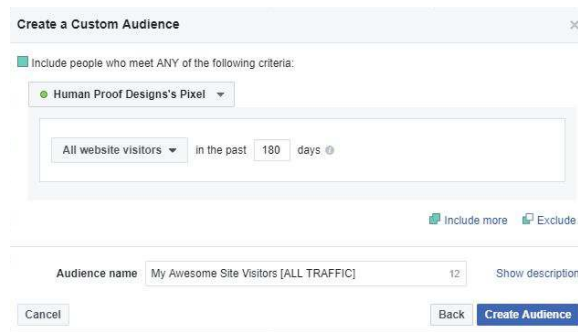 Create a Custom Audience
Include people who meet ANY of the following criteria:
Human Proof Designs's Pixel
All website visitors in the past 180 days
Include more Exclude
Audience name My Awesome Site Visitors [ALL TRAFFIC] 12 Show description
Cancel Back Create Audience